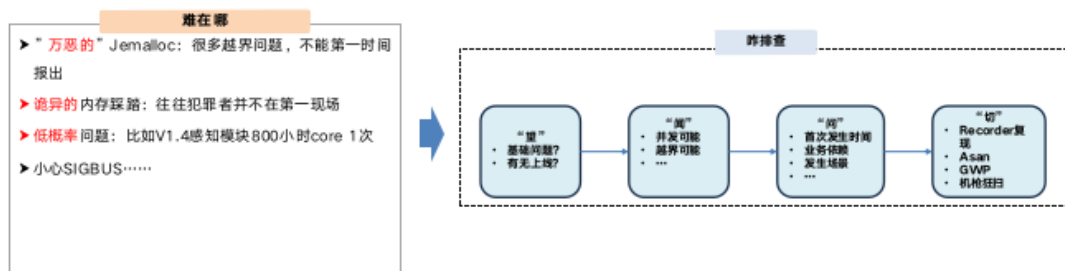 难在哪
➤ ”万恶的”Jemalloc：很多越界问题，不能第一时间
报出
➤ 诡异的内存踩踏：往往犯罪者并不在第一现场
➤ 低概率问题：比如V1.4感知模块800小时core 1次
➤ 小心SIGBUS……
咋排查
“望”
• 基础问题?
• 有无上线?
“闻”
• 并发可能
• 越界可能
• …
“问”
• 首次发生时间
• 业务依赖
• 发生场景
• …
“切”
• Recorder复
现
• Asan
• GWP
• 机枪狂扫